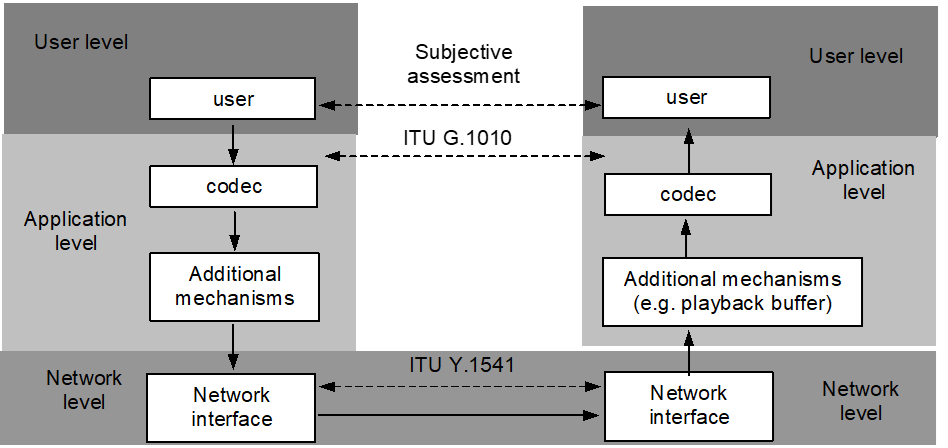 User level
Subjective
assessment
User level
user
user
ITU G.1010
codec
Application
level
codec
Application
level
Additional
mechanisms
Additional mechanisms
(e.g. playback buffer)
Network
level
ITU Y.1541
Network
interface
Network
interface
Network
level